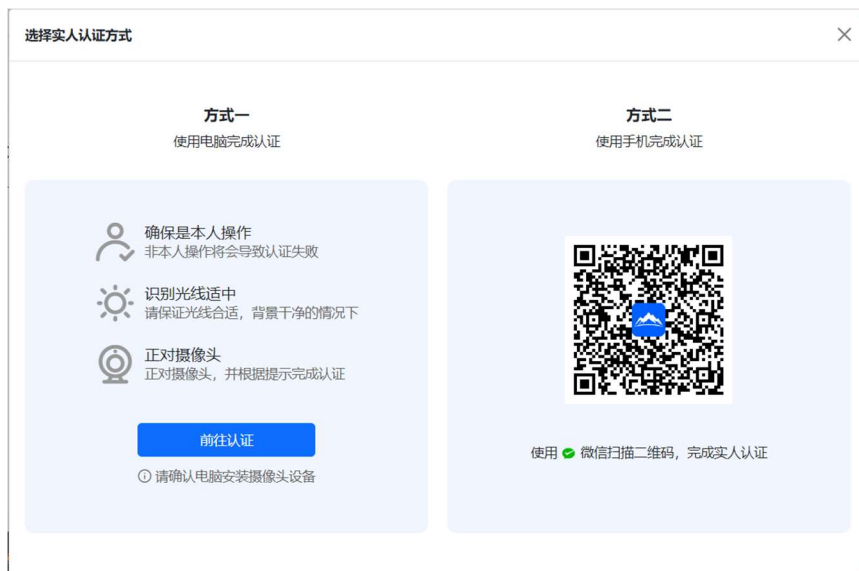 选择实人认证方式
方式一
使用电脑完成认证
确保是本人操作
非本人操作将会导致认证失败
识别光线适中
请保证光线合适，背景干净的情况下
正对摄像头
正对摄像头，并根据提示完成认证
前往认证
请确认电脑安装摄像头设备
方式二
使用手机完成认证
使用 微信扫描二维码，完成实人认证